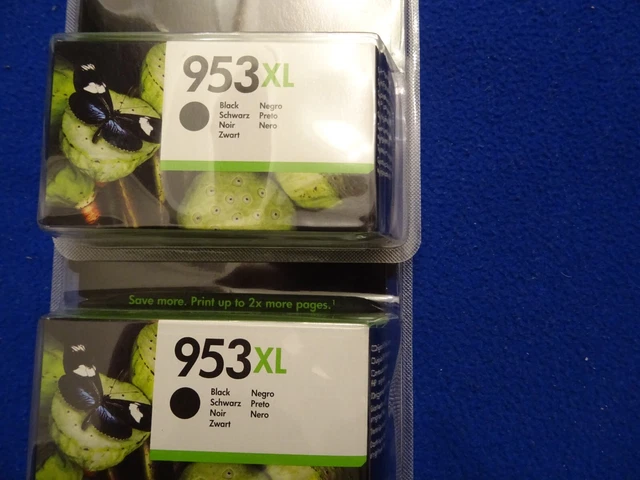 953XL
Black Negro
Schwarz Preto
Noir Nero
Zwart
Save more. Print up to 2x more pages.¹
953XL
Black Negro
Schwarz Preto
Noir Nero
Zwart